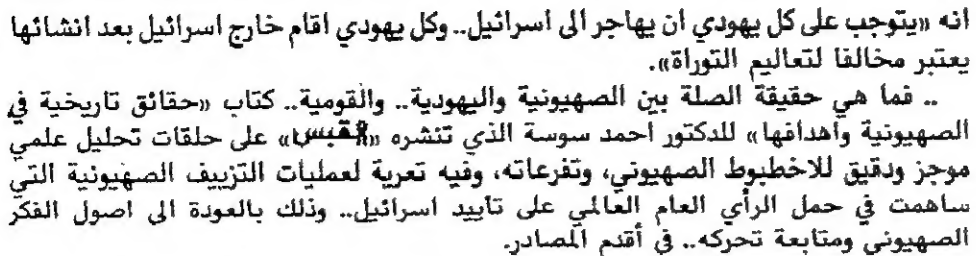 انه «يتوجب على كل يهودي ان يهاجر الى اسرائيل.. وكل يهودي اقام خارج اسرائيل بعد انشائها
يعتبر مخالفا لتعاليم التوراة».
.. فما هي حقيقة الصلة بين الصهيونية واليهودية.. والقومية.. كتاب «حقائق تاريخية في
الصهيونية وأهدافها» للدكتور احمد سوسة الذي تنشره «القبس» على حلقات تحليل علمي
موجز ودقيق للاخطبوط الصهيوني، وتفرعاته، وفيه تعرية لعمليات التزييف الصهيونية التي
ساهمت في حمل الرأي العام العالمي على تاييد اسرائيل.. وذلك بالعودة الى اصول الفكر
الصهيوني ومتابعة تحركه.. في أقدم المصادر.